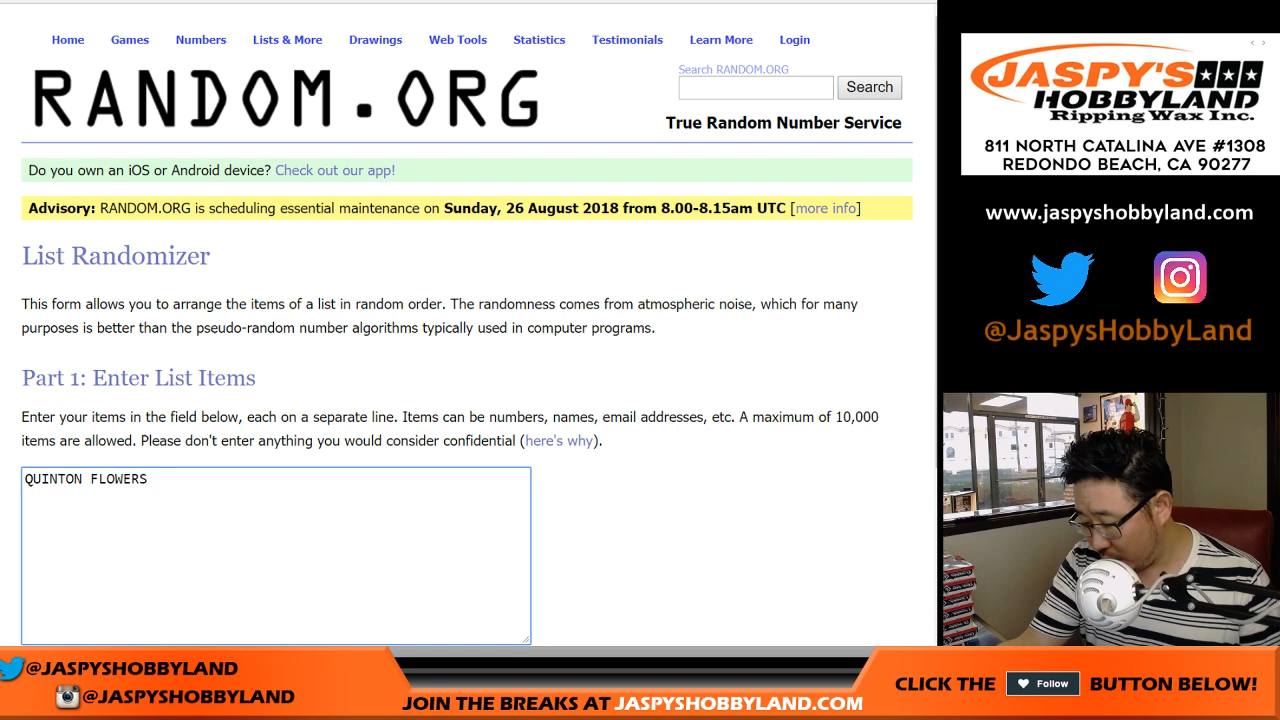 Home Games Numbers Lists & More Drawings Web Tools Statistics Testimonials Learn More Login
RANDOM.ORG
Search RANDOM.ORG
Search
True Random Number Service
Do you own an iOS or Android device? Check out our app!
Advisory: RANDOM.ORG is scheduling essential maintenance on Sunday, 26 August 2018 from 8.00-8.15am UTC [more info]
List Randomizer
This form allows you to arrange the items of a list in random order. The randomness comes from atmospheric noise, which for many
purposes is better than the pseudo-random number algorithms typically used in computer programs.
Part 1: Enter List Items
Enter your items in the field below, each on a separate line. Items can be numbers, names, email addresses, etc. A maximum of 10,000
items are allowed. Please don't enter anything you would consider confidential (here's why).
QUINTON FLOWERS
JASPY'S
HOBBYLAND
Ripping Wax Inc.
811 NORTH CATALINA AVE #1308
REDONDO BEACH, CA 90277
www.jaspyshobbyland.com
@JaspysHobbyLand
@JASPYSHOBBYLAND
@JASPYSHOBBYLAND
JOIN THE BREAKS AT JASPYSHOBBYLAND.COM
CLICK THE Follow BUTTON BELOW!